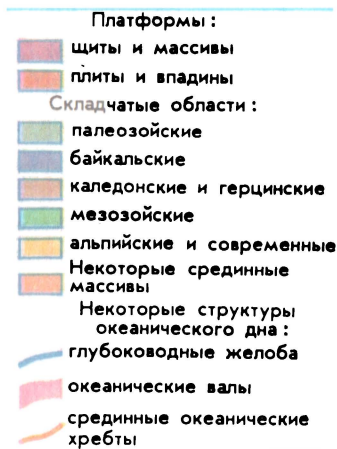 Платформы:
щиты и массивы
плиты и впадины
Складчатые области:
палеозойские
байкальские
каледонские и герцинские
мезозойские
альпийские и современные
Некоторые срединные
массивы
Некоторые структуры
океанического дна:
глубоководные желоба
океанические валы
срединные океанические
хребты